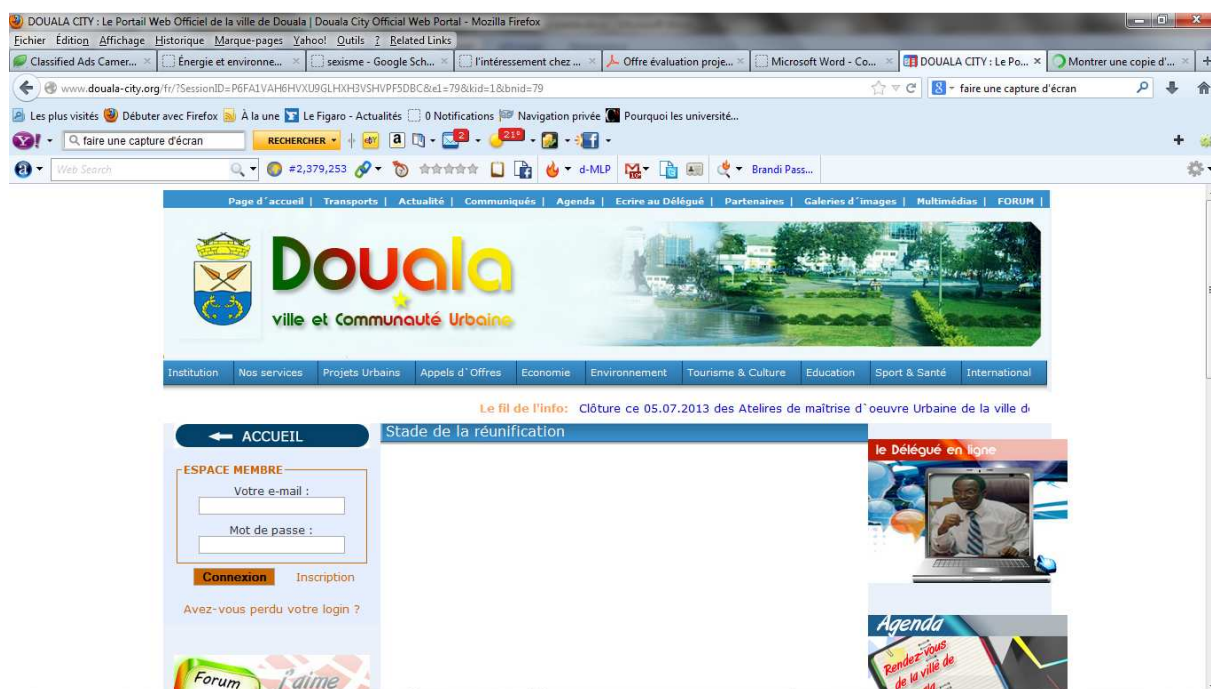 DOUALA CITY : Le Portail Web Officiel de la ville de Douala | Douala City Official Web Portal - Mozilla Firefox
Fichier Édition Affichage Historique Marque-pages Yahoo! Outils ? Related Links
Classified Ads Camer... Énergie et environne... sexisme - Google Sch... l'intéressement chez ... Offre évaluation proje... Microsoft Word - Co... DOUALA CITY : Le Po... Montrer une copie d'...
www.douala-city.org/fr/?SessionID=P6FA1VAH6HVXU9GLHXH3VSHVPF5DBC&e1=79&kid=1&bnid=79 faire une capture d'écran
Les plus visités Débuter avec Firefox À la une Le Figaro - Actualités 0 Notifications Navigation privée Pourquoi les université...
faire une capture d'écran RECHERCHER 2 21°
Web Search #2,379,253 d-MLP Brandi Pass...
Page d´accueil | Transports | Actualité | Communiqués | Agenda | Ecrire au Délégué | Partenaires | Galeries d´images | Multimédias | FORUM |
Douala
ville et Communauté Urbaine
Institution Nos services Projets Urbains Appels d`Offres Economie Environnement Tourisme & Culture Education Sport & Santé International
Le fil de l'info: Clôture ce 05.07.2013 des Atelires de maîtrise d`oeuvre Urbaine de la ville d
ACCUEIL
Stade de la réunification
le Délégué en ligne
ESPACE MEMBRE
Votre e-mail :
Mot de passe :
Connexion Inscription
Avez-vous perdu votre login ?
Agenda
Rendez vous
de la ville de
Forum j'aime